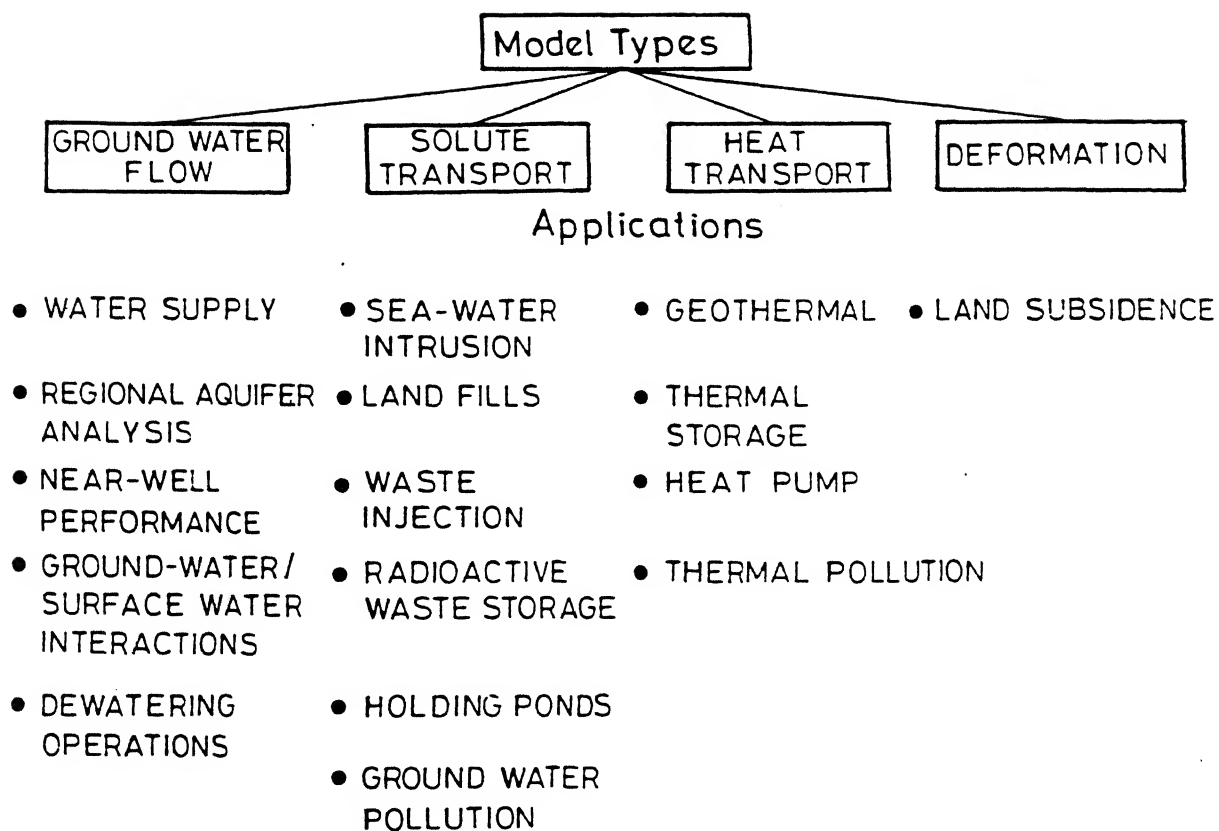 Model Types
GROUND WATER
FLOW
SOLUTE
TRANSPORT
HEAT
TRANSPORT
DEFORMATION
Applications
• WATER SUPPLY
• REGIONAL AQUIFER
ANALYSIS
• NEAR-WELL
PERFORMANCE
• GROUND-WATER/
SURFACE WATER
INTERACTIONS
• DEWATERING
OPERATIONS
• SEA-WATER
INTRUSION
• LAND FILLS
• WASTE
INJECTION
• RADIOACTIVE
WASTE STORAGE
• HOLDING PONDS
• GROUND WATER
POLLUTION
• GEOTHERMAL
• THERMAL
STORAGE
• HEAT PUMP
• THERMAL POLLUTION
• LAND SUBSIDENCE